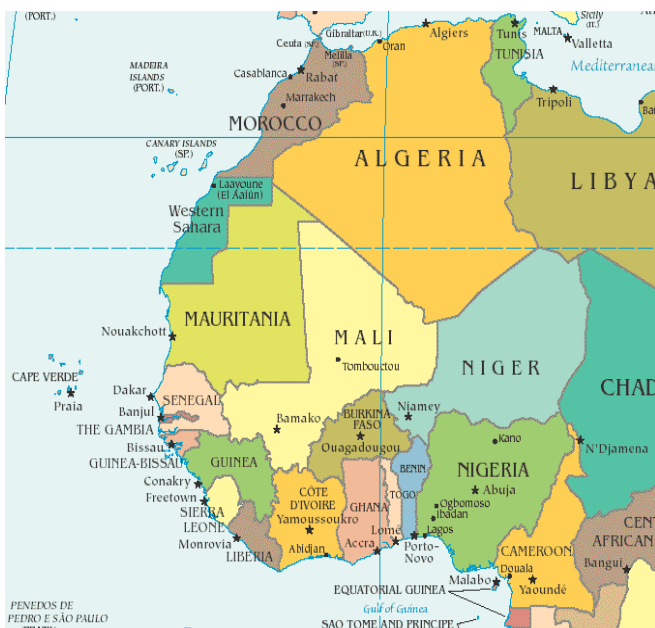 (PORT.)
Gibraltar(U.K.)
Algiers
Tunis
Sicily
(IT.)
MALTA
Valletta
Ceuta [SP.]
Melilla
[SP.]
Oran
TUNISIA
Mediterranean
MADEIRA
ISLANDS
(PORT.)
Casablanca
Rabat
Tripoli
Marrakech
MOROCCO
CANARY ISLANDS
(SP.)
ALGERIA
LIBYA
Laayoune
(El Aaiún)
Western
Sahara
Nouakchott
MAURITANIA
MALI
Tombouctou
NIGER
CHAD
CAPE VERDE
Praia
Dakar
SENEGAL
Banjul
THE GAMBIA
Bamako
BURKINA
FASO
Ouagadougou
Niamey
Kano
N'Djamena
Bissau
GUINEA-BISSAU
GUINEA
BENIN
NIGERIA
Abuja
Conakry
Freetown
SIERRA
LEONE
CÔTE
D'IVOIRE
Yamoussoukro
GHANA
TOGO
Ogbomoso
Ibadan
Lagos
Monrovia
LIBERIA
Abidjan
Accra
Lomé
Porto-
Novo
CAMEROON
CENT
AFRICAN
Bangui
Malabo
Douala
Yaoundé
EQUATORIAL GUINEA
Gulf of Guinea
SAO TOME AND PRINCIPE
PENEDOS DE
PEDRO E SÃO PAULO